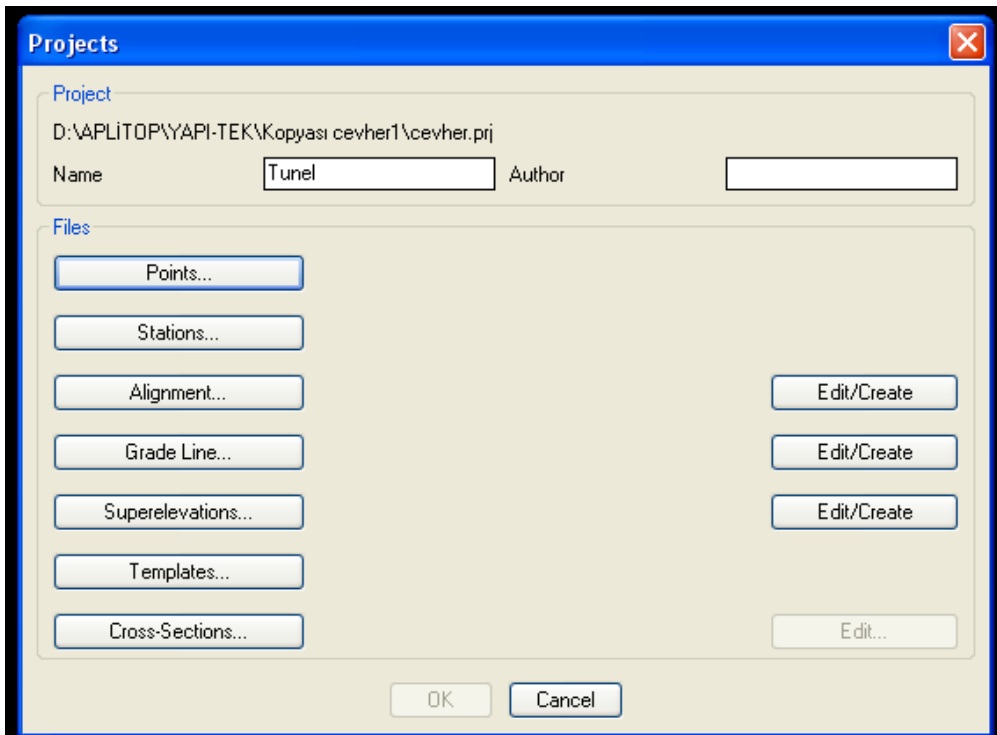 Projects
Project
D:\APLİTOP\YAPI-TEK\Kopyası cevher1\cevher.prj
Name Tunel Author
Files
Points...
Stations...
Alignment... Edit/Create
Grade Line... Edit/Create
Superelevations... Edit/Create
Templates...
Cross-Sections... Edit...
OK Cancel